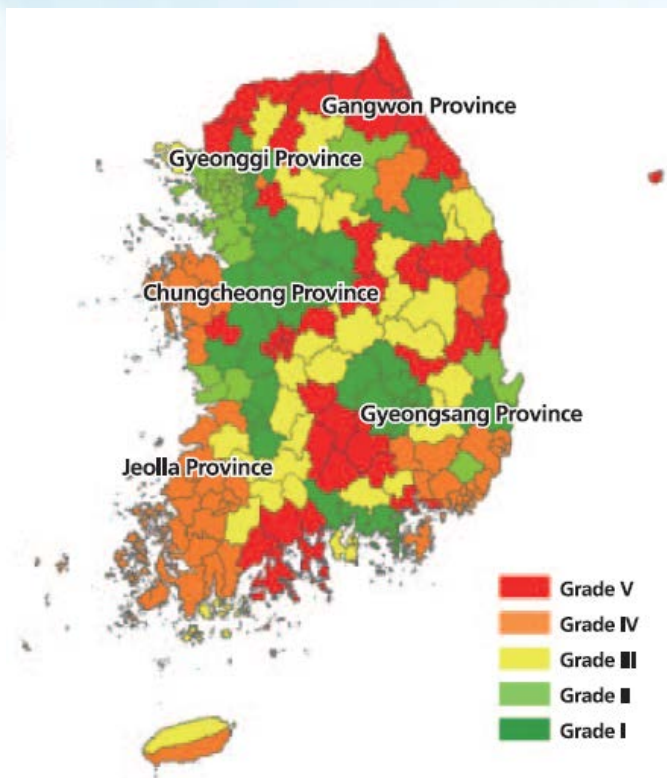 Gangwon Province
Gyeonggi Province
Chungcheong Province
Gyeongsang Province
Jeolla Province
Grade V
Grade IV
Grade III
Grade II
Grade I